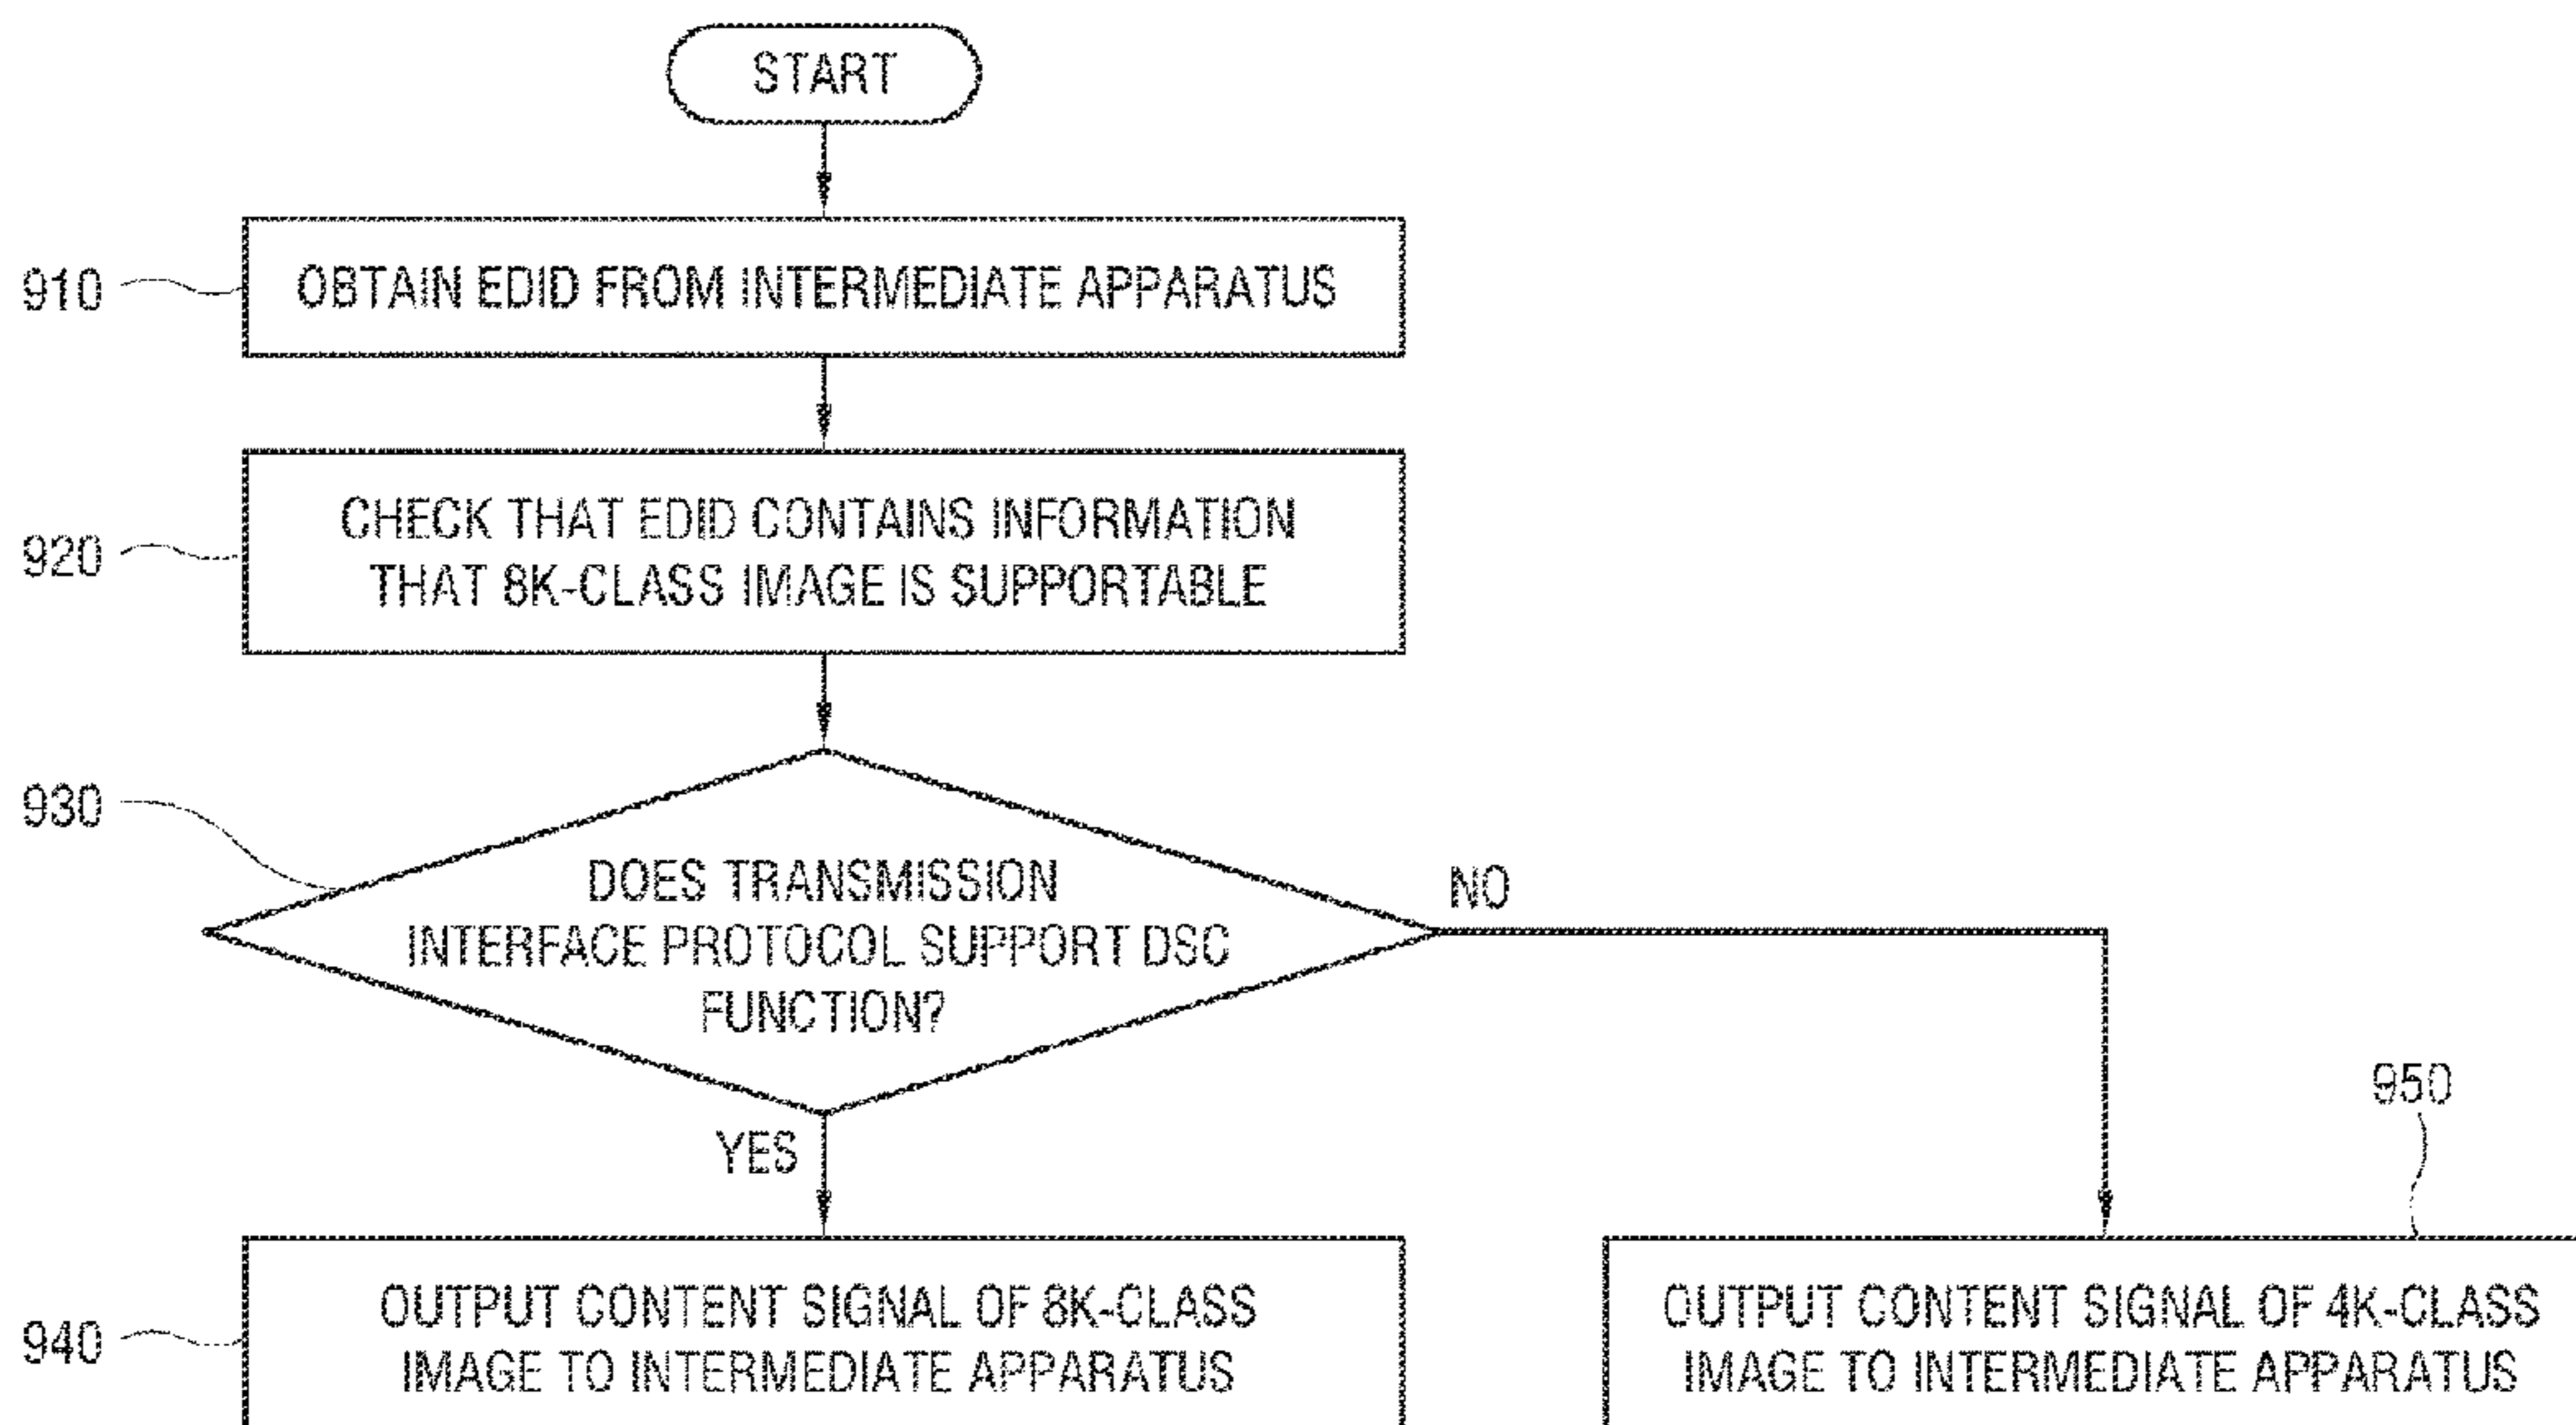 START
910
OBTAIN EDID FROM INTERMEDIATE APPARATUS
920
CHECK THAT EDID CONTAINS INFORMATION
THAT 8K-CLASS IMAGE IS SUPPORTABLE
930
DOES TRANSMISSION
INTERFACE PROTOCOL SUPPORT DSC
FUNCTION?
NO
YES
950
940
OUTPUT CONTENT SIGNAL OF 8K-CLASS
IMAGE TO INTERMEDIATE APPARATUS
OUTPUT CONTENT SIGNAL OF 4K-CLASS
IMAGE TO INTERMEDIATE APPARATUS